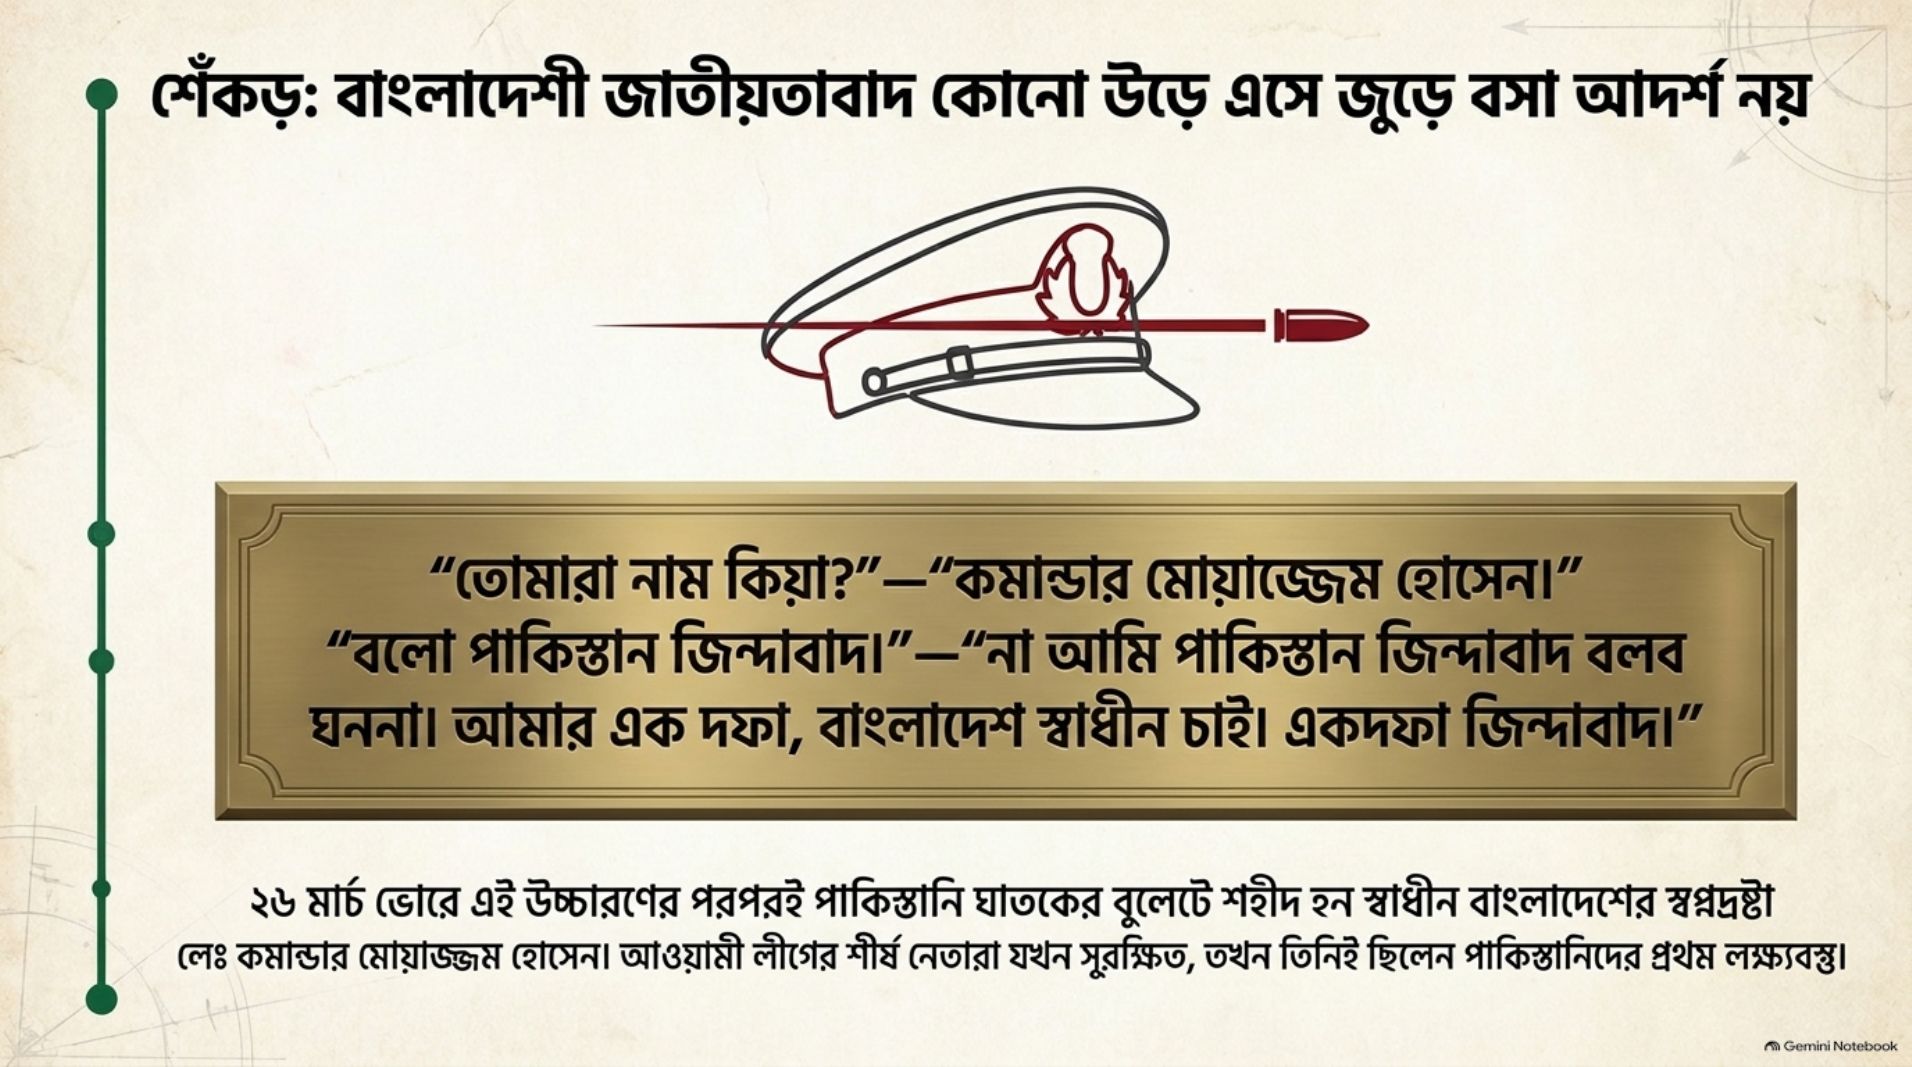 শেঁকড়: বাংলাদেশী জাতীয়তাবাদ কোনো উড়ে এসে জুড়ে বসা আদর্শ নয়
“তোমারা নাম কিয়া?”—“কমান্ডার মোয়াজ্জেম হোসেন।”
“বলো পাকিস্তান জিন্দাবাদ।”—“না আমি পাকিস্তান জিন্দাবাদ বলব
ঘননা। আমার এক দফা, বাংলাদেশ স্বাধীন চাই। একদফা জিন্দাবাদ।”
২৬ মার্চ ভোরে এই উচ্চারণের পরপরই পাকিস্তানি ঘাতকের বুলেটে শহীদ হন স্বাধীন বাংলাদেশের স্বপ্নদ্রষ্টা
লেঃ কমান্ডার মোয়াজ্জম হোসেন। আওয়ামী লীগের শীর্ষ নেতারা যখন সুরক্ষিত, তখন তিনিই ছিলেন পাকিস্তানিদের প্রথম লক্ষ্যবস্তু।
Gemini Notebook